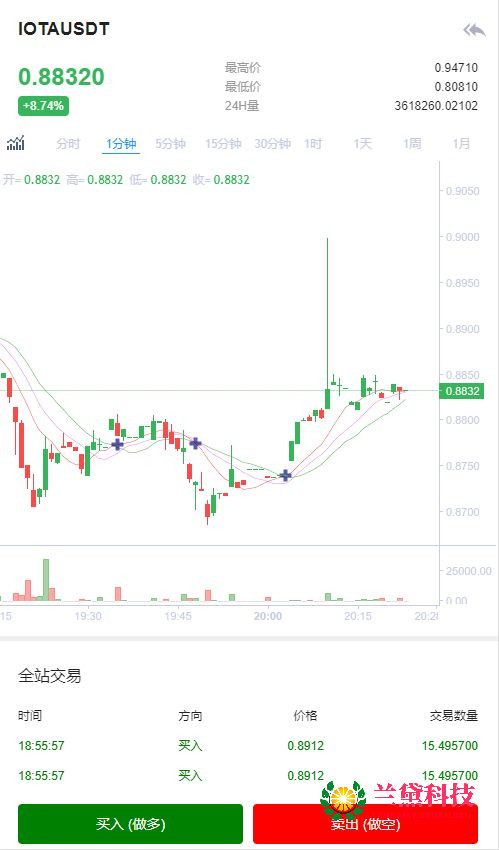 IOTAUSDT
0.88320
+8.74%
最高价 0.94710
最低价 0.80810
24H量 3618260.02102
分时 1分钟 5分钟 15分钟 30分钟 1时 1天 1周 1月
开= 0.8832 高= 0.8832 低= 0.8832 收= 0.8832
0.9050
0.9000
0.8950
0.8900
0.8850
0.8832
0.8800
0.8750
0.8700
25000.00
0.00
15 19:30 19:45 20:00 20:15 20:28
全站交易
时间 方向 价格 交易数量
18:55:57 买入 0.8912 15.495700
18:55:57 买入 0.8912 15.495700
兰黛科技
买入 (做多) 卖出 (做空)